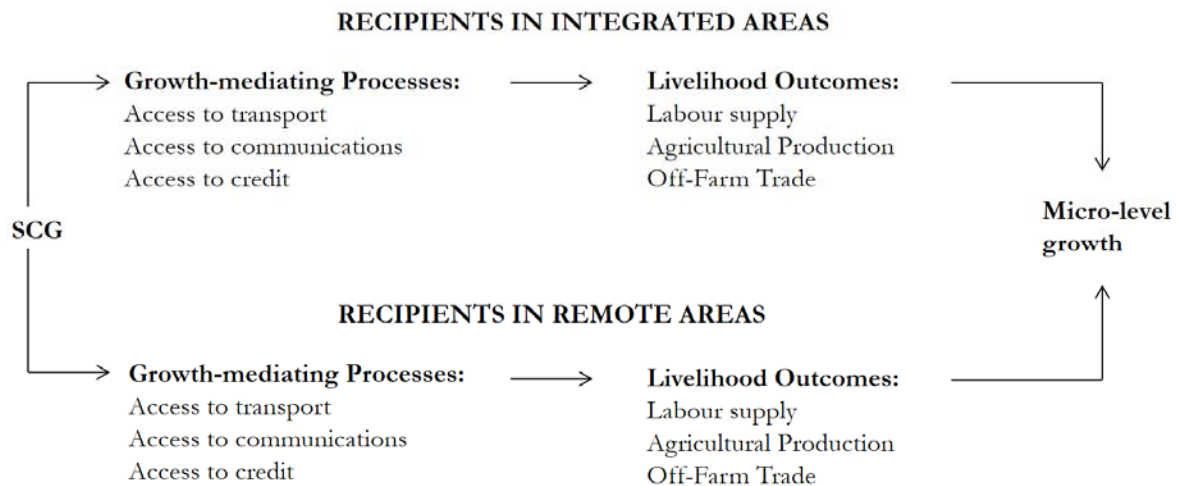 RECIPIENTS IN INTEGRATED AREAS
Growth-mediating Processes:
Access to transport
Access to communications
Access to credit
Livelihood Outcomes:
Labour supply
Agricultural Production
Off-Farm Trade
SCG
Micro-level
growth
RECIPIENTS IN REMOTE AREAS
Growth-mediating Processes:
Access to transport
Access to communications
Access to credit
Livelihood Outcomes:
Labour supply
Agricultural Production
Off-Farm Trade